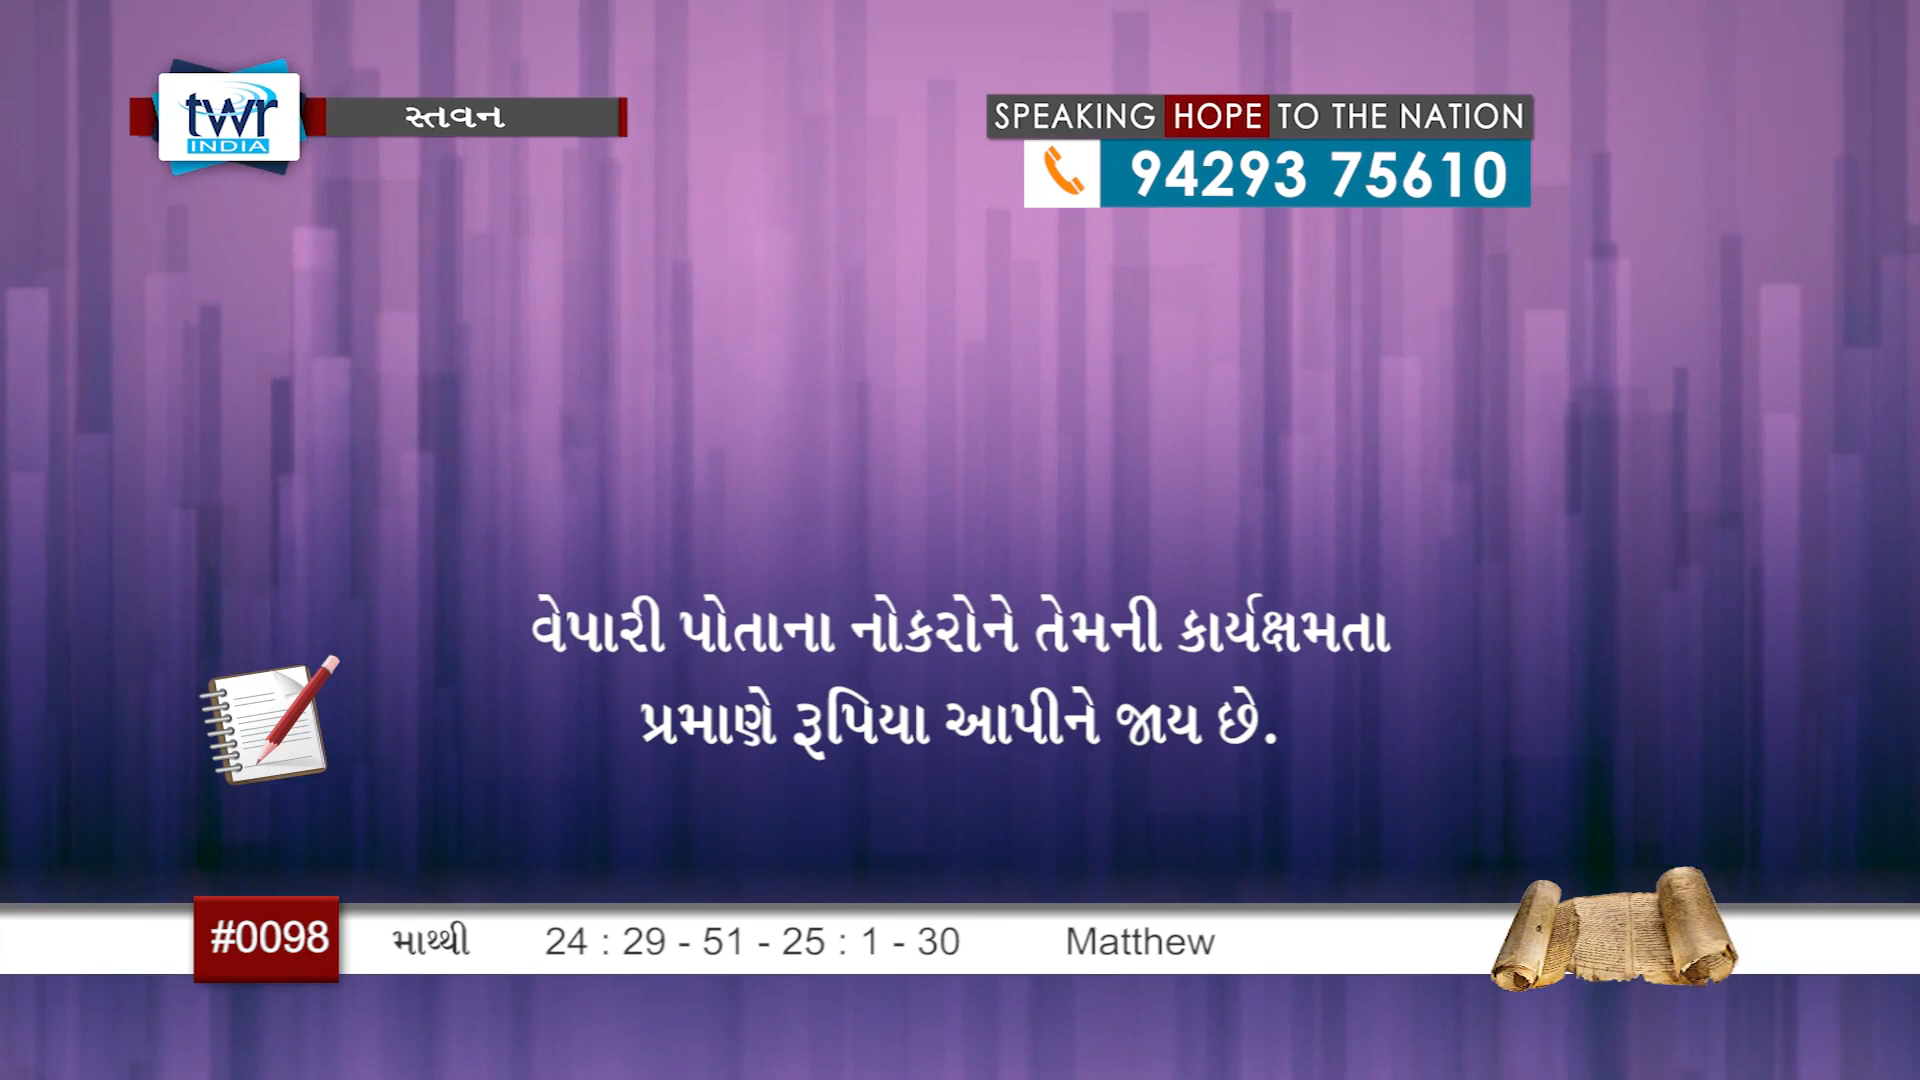 twr
INDIA
સ્તવન
SPEAKING HOPE TO THE NATION
94293 75610
વેપારી પોતાના નોકરોને તેમની કાર્યક્ષમતા
પ્રમાણે રૂપિયા આપીને જાય છે.
#0098 માથ્થી 24 : 29 - 51 - 25 : 1 - 30 Matthew